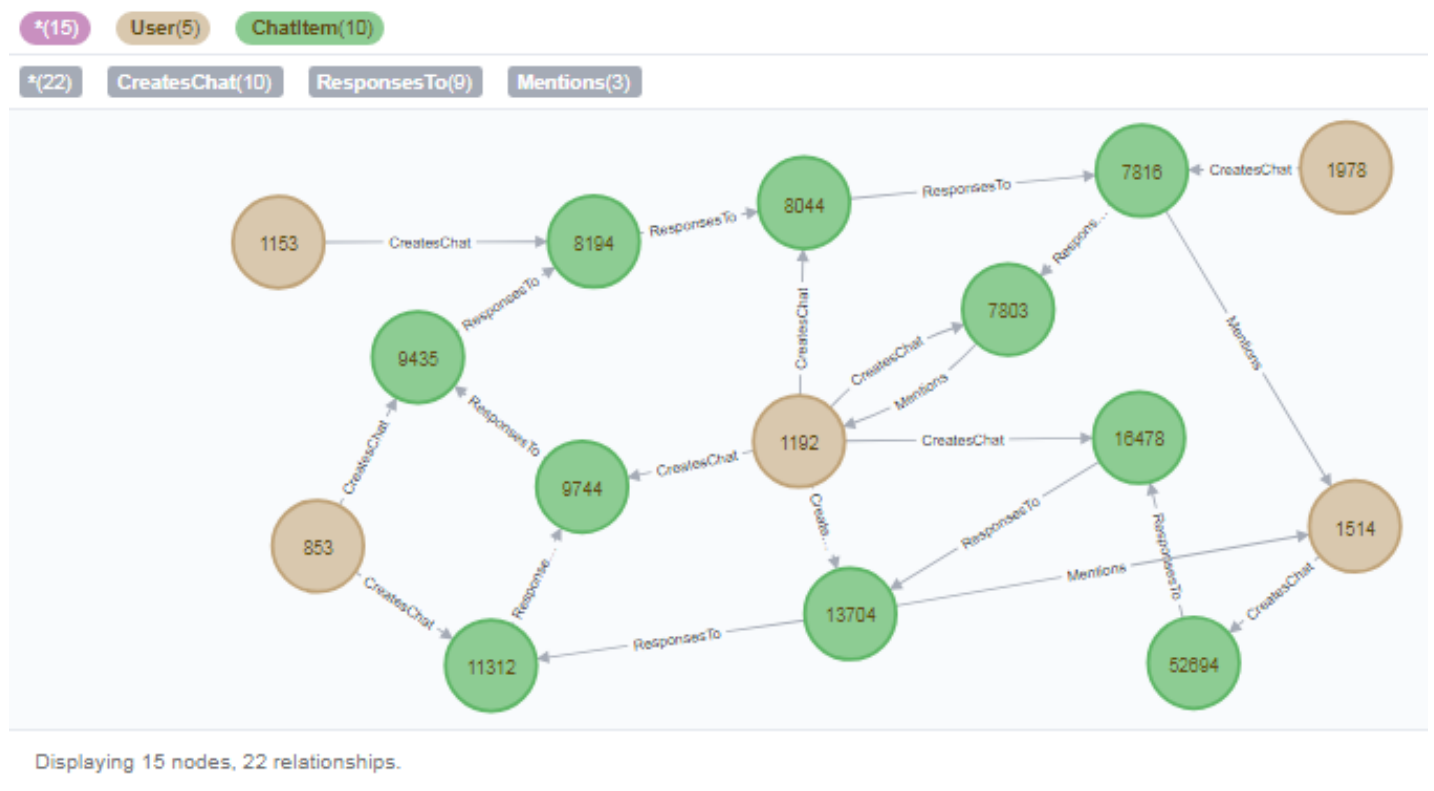 *(15) User(5) ChatItem(10)
*(22) CreatesChat(10) ResponsesTo(9) Mentions(3)
1153
CreatesChat
8194
ResponsesTo
8044
ResponsesTo
7816
CreatesChat
1978
Respons...
7803
ResponsesTo
9435
CreatesChat
CreatesChat
Mentions
Mentions
ResponsesTo
CreatesChat
1192
CreatesChat
16478
CreatesChat
9744
Create...
ResponsesTo
ResponsesTo
1514
853
CreatesChat
Response...
Mentions
CreatesChat
13704
ResponsesTo
11312
52694
Displaying 15 nodes, 22 relationships.